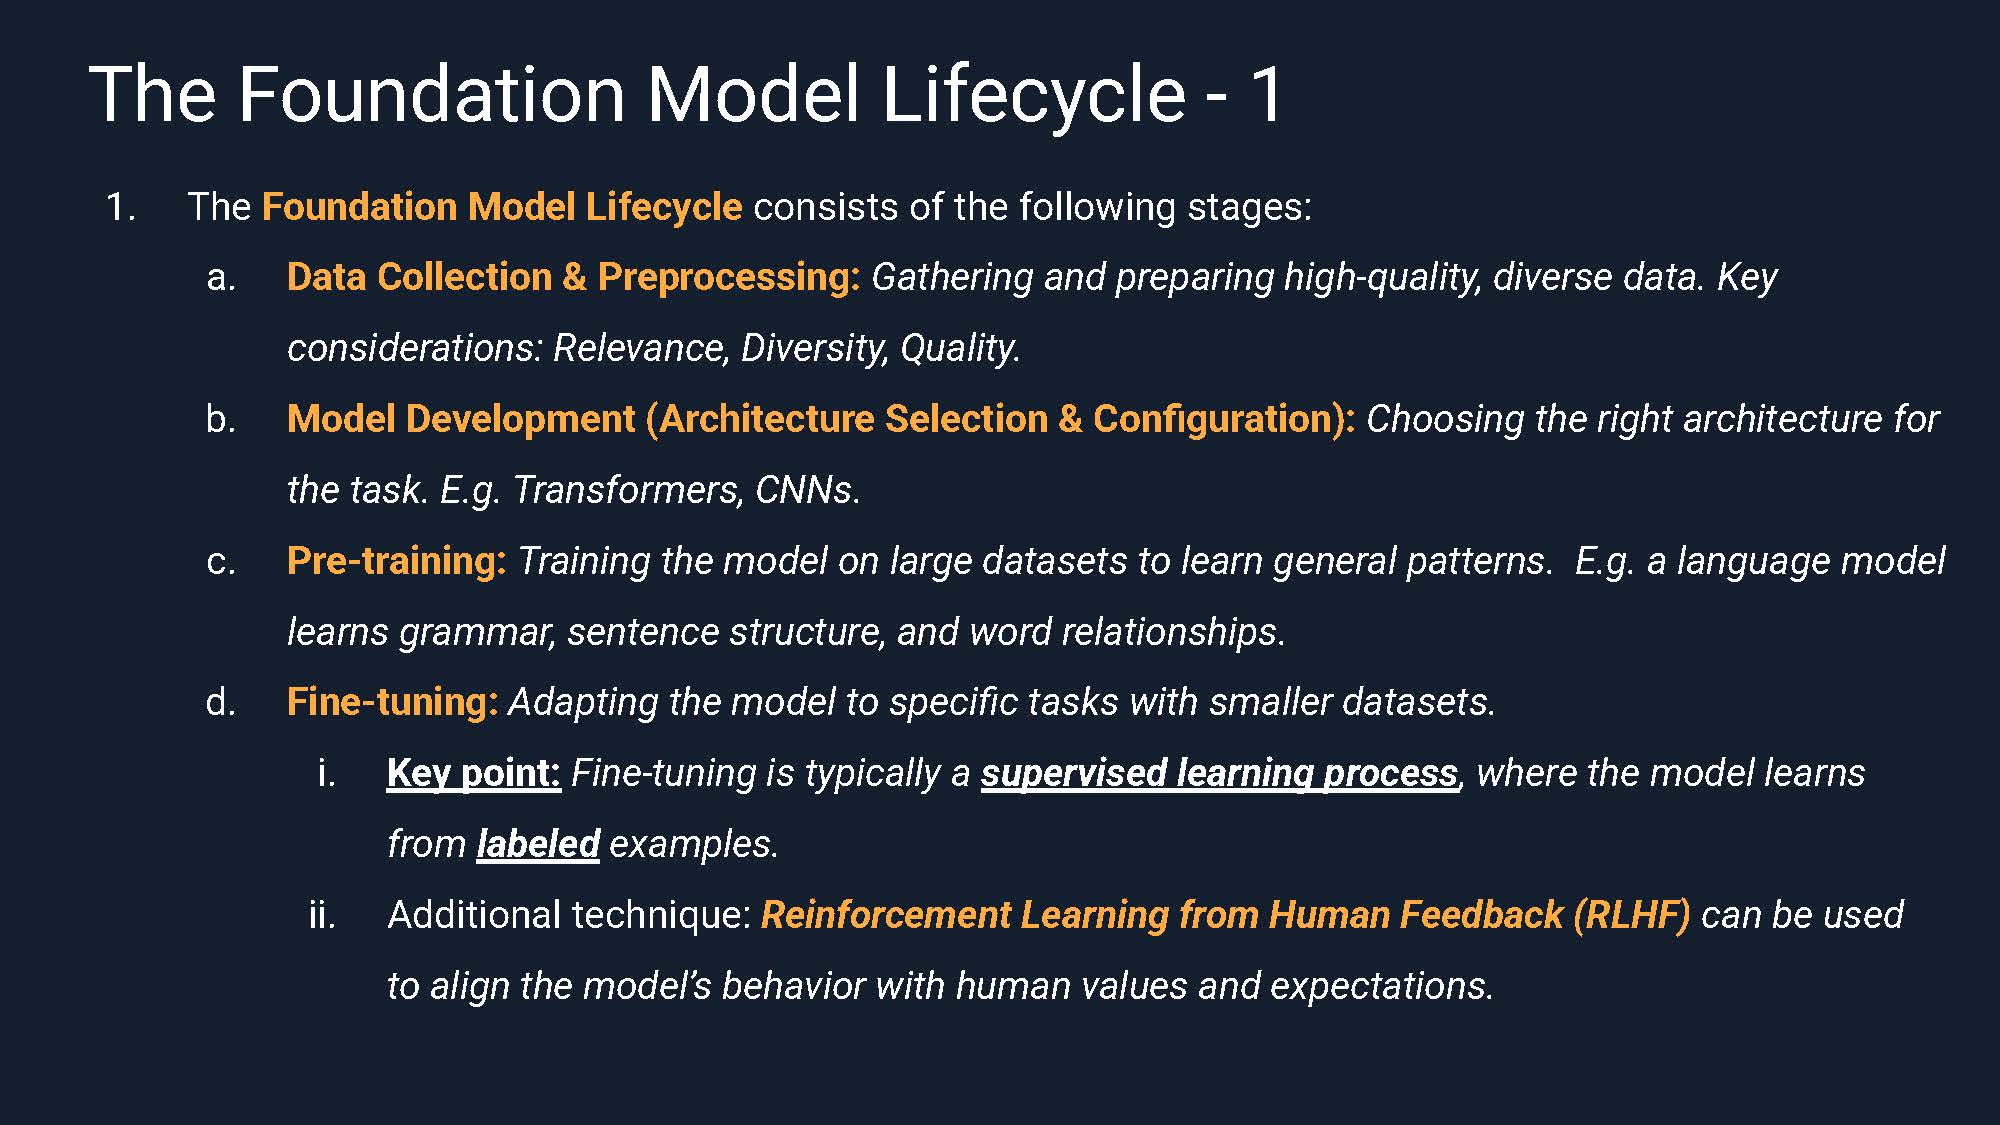 The Foundation Model Lifecycle - 1
1. The Foundation Model Lifecycle consists of the following stages:
a. Data Collection & Preprocessing: Gathering and preparing high-quality, diverse data. Key
considerations: Relevance, Diversity, Quality.
b. Model Development (Architecture Selection & Configuration): Choosing the right architecture for
the task. E.g. Transformers, CNNs.
c. Pre-training: Training the model on large datasets to learn general patterns.  E.g. a language model
learns grammar, sentence structure, and word relationships.
d. Fine-tuning: Adapting the model to specific tasks with smaller datasets.
i. Key point: Fine-tuning is typically a supervised learning process, where the model learns
from labeled examples.
ii. Additional technique: Reinforcement Learning from Human Feedback (RLHF) can be used
to align the model’s behavior with human values and expectations.